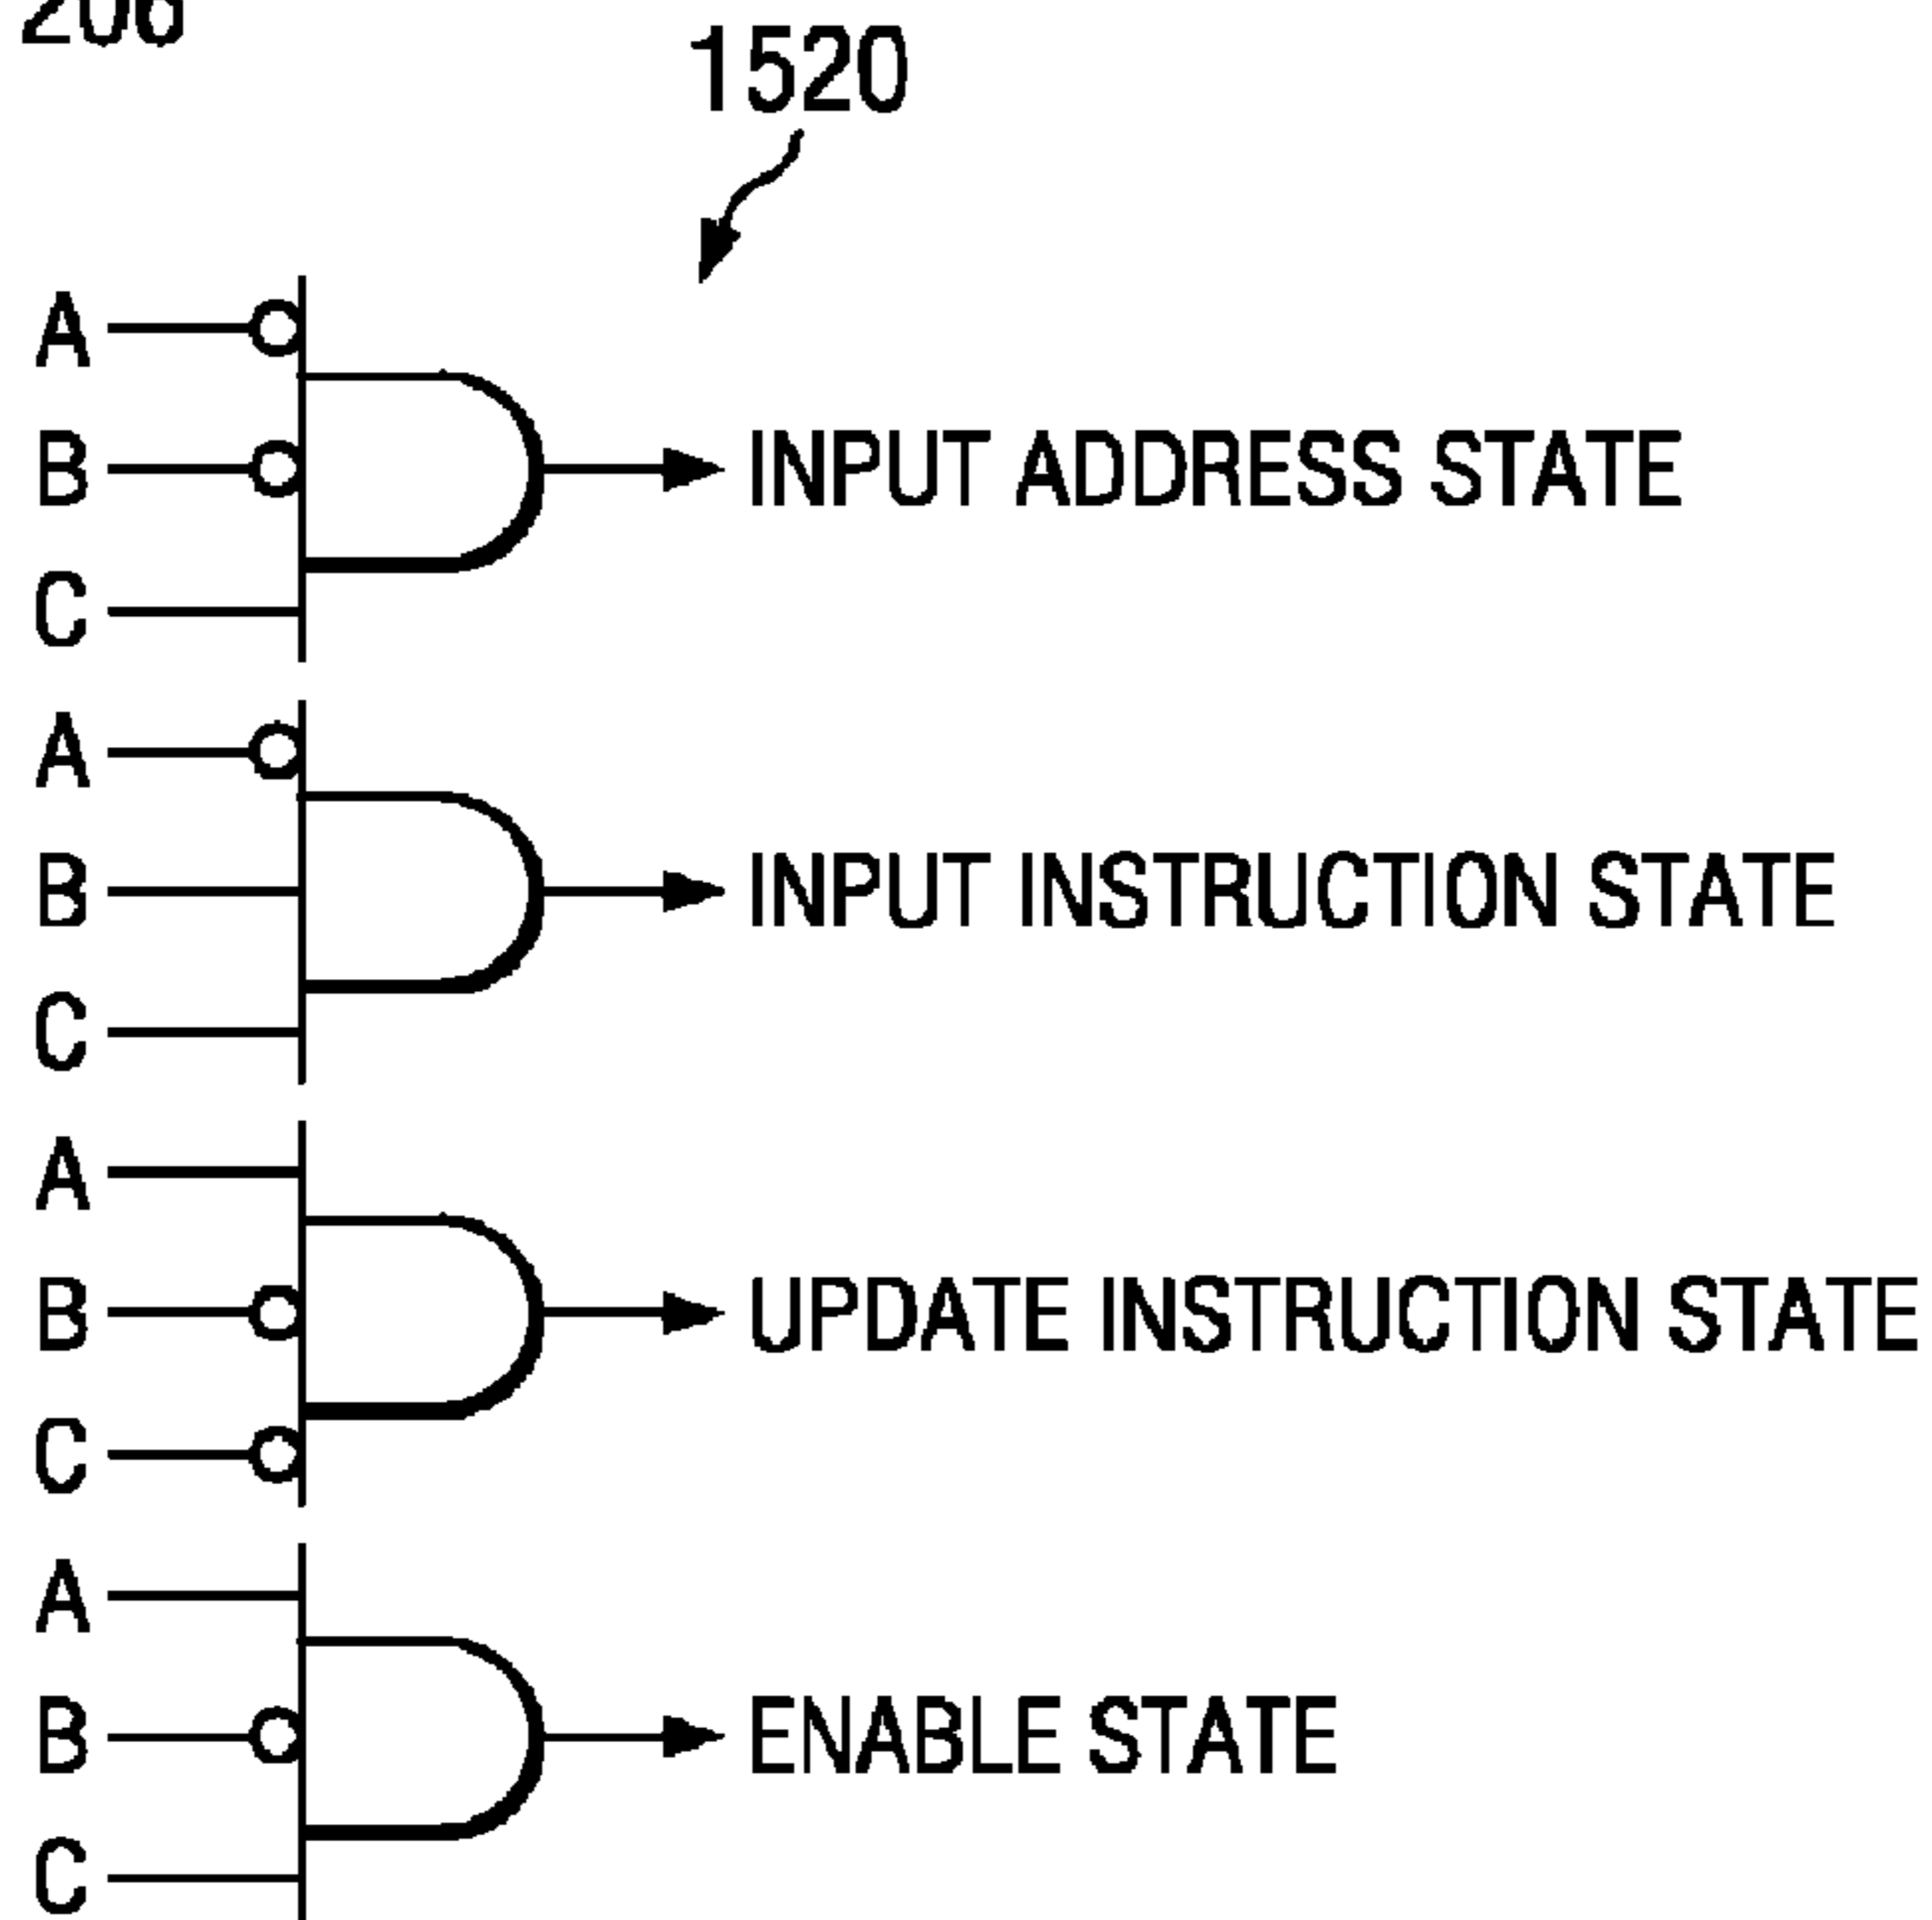 1520
A
B INPUT ADDRESS STATE
C
A
B INPUT INSTRUCTION STATE
C
A
B UPDATE INSTRUCTION STATE
C
A
B ENABLE STATE
C